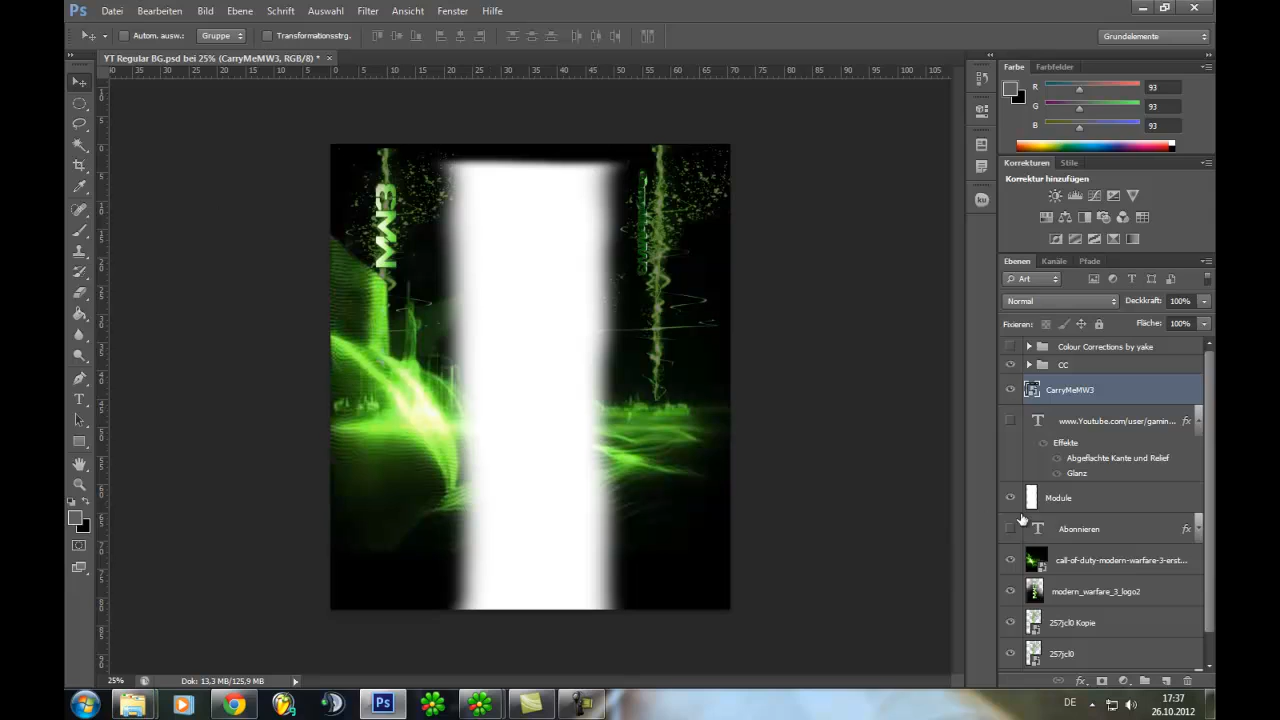 Ps Datei Bearbeiten Bild Ebene Schrift Auswahl Filter Ansicht Fenster Hilfe
Autom. ausw.: Gruppe Transformationsstrg. Grundelemente
YT Regular BG.psd bei 25% (CarryMeMW3, RGB/8) * ×
Farbe Farbfelder
R 93
G 93
B 93
Korrekturen Stile
Korrektur hinzufügen
Ebenen Kanäle Pfade
Art
Normal Deckkraft: 100%
Fixieren: Fläche: 100%
Colour Corrections by yake
CC
CarryMeMW3
www.Youtube.com/user/gamin... fx
Effekte
Abgeflachte Kante und Relief
Glanz
Module
Abonnieren fx
call-of-duty-modern-warfare-3-erst...
modern_warfare_3_logo2
257jcl0 Kopie
257jcl0
25% Dok: 13,3 MB/125,9 MB
DE 17:37
26.10.2012